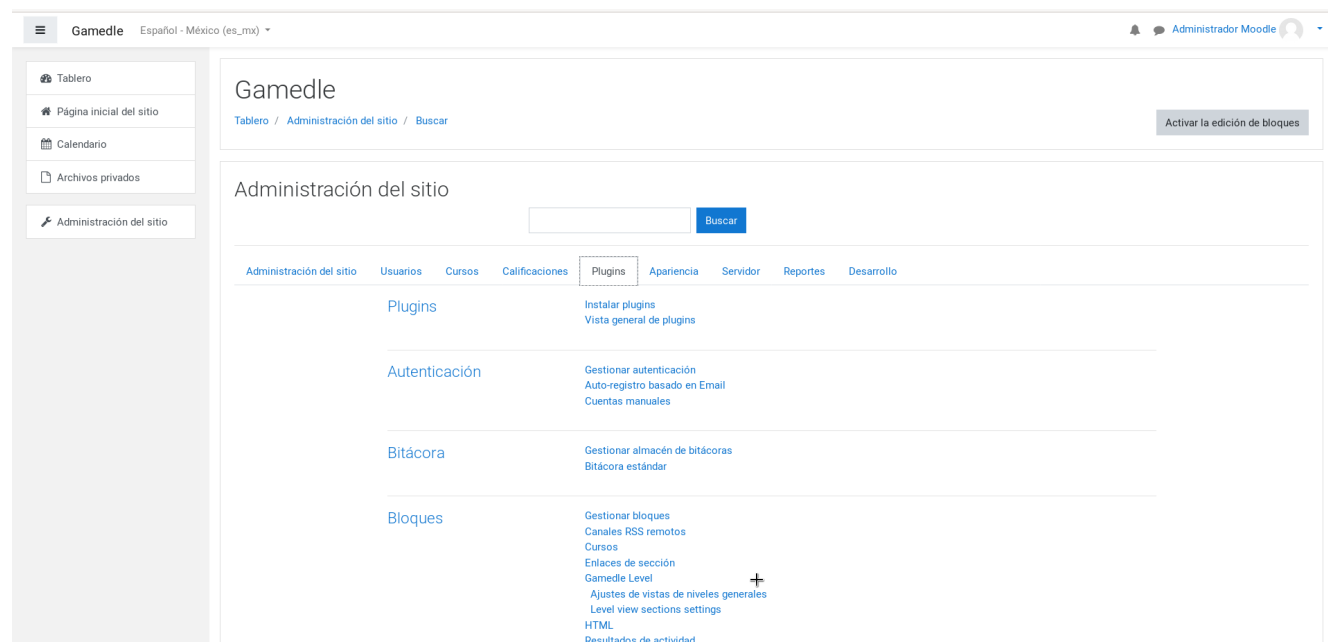 Gamedle Español - México (es_mx)
Administrador Moodle
Tablero
Página inicial del sitio
Calendario
Archivos privados
Administración del sitio
Gamedle
Tablero / Administración del sitio / Buscar
Activar la edición de bloques
Administración del sitio
Buscar
Administración del sitio Usuarios Cursos Calificaciones Plugins Apariencia Servidor Reportes Desarrollo
Plugins
Instalar plugins
Vista general de plugins
Autenticación
Gestionar autenticación
Auto-registro basado en Email
Cuentas manuales
Bitácora
Gestionar almacén de bitácoras
Bitácora estándar
Bloques
Gestionar bloques
Canales RSS remotos
Cursos
Enlaces de sección
Gamedle Level
Ajustes de vistas de niveles generales
Level view sections settings
HTML
Resultados de actividad